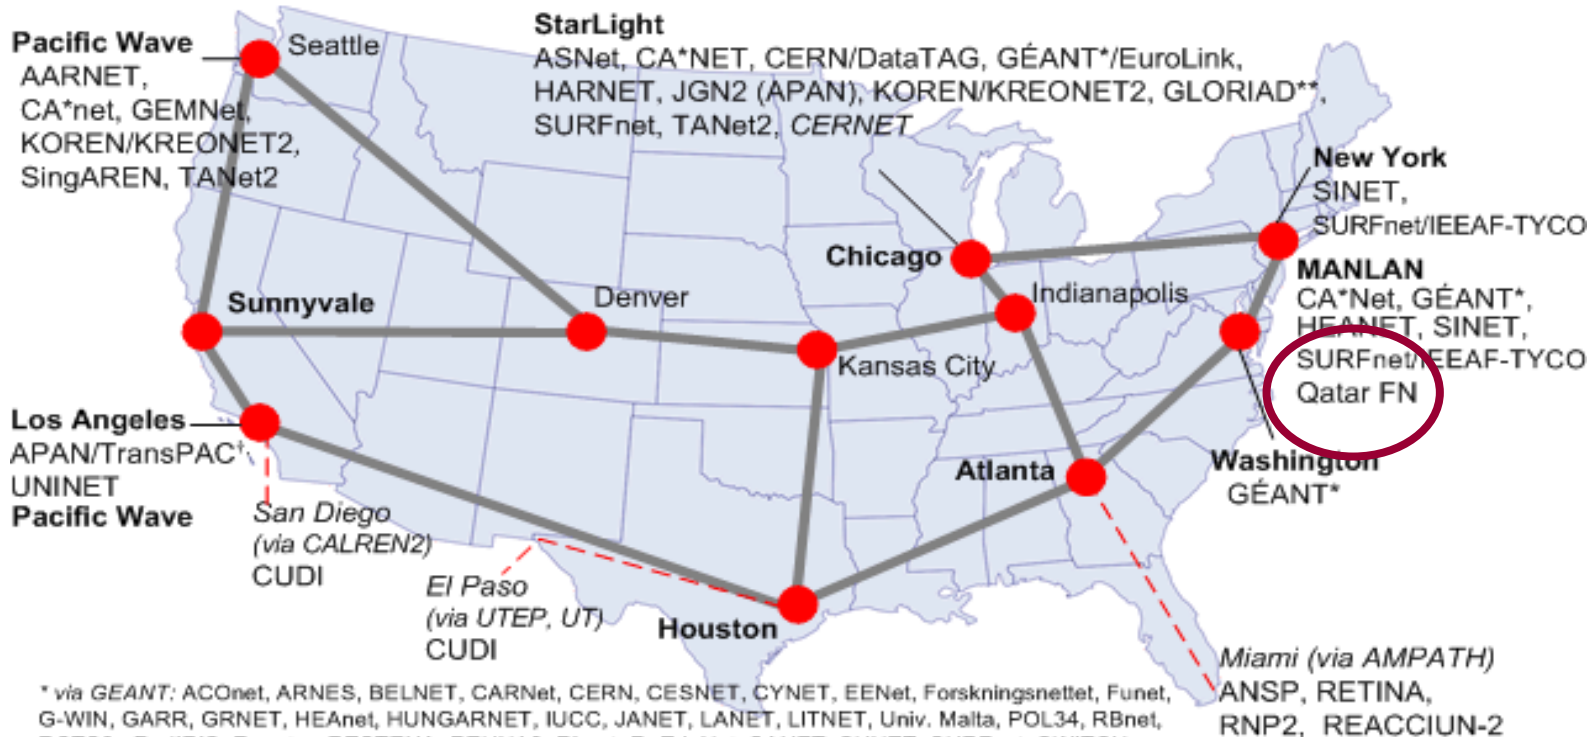 Pacific Wave
AARNET,
CA*net, GEMNet,
KOREN/KREONET2,
SingAREN, TANet2
Seattle
StarLight
ASNet, CA*NET, CERN/DataTAG, GÉANT*/EuroLink,
HARNET, JGN2 (APAN), KOREN/KREONET2, GLORIAD**,
SURFnet, TANet2, CERNET
New York
SINET,
SURFnet/IEEAF-TYCO
MANLAN
CA*Net, GÉANT*,
HEANET, SINET,
SURFnet/IEEAF-TYCO
Qatar FN
Chicago
Indianapolis
Sunnyvale
Denver
Kansas City
Los Angeles
APAN/TransPAC†,
UNINET
Pacific Wave
San Diego
(via CALREN2)
CUDI
El Paso
(via UTEP, UT)
CUDI
Houston
Atlanta
Washington
GÉANT*
Miami (via AMPATH)
ANSP, RETINA,
RNP2, REACCIUN-2
* via GEANT: ACOnet, ARNES, BELNET, CARNet, CERN, CESNET, CYNET, EENet, Forskningsnettet, Funet,
G-WIN, GARR, GRNET, HEAnet, HUNGARNET, IUCC, JANET, LANET, LITNET, Univ. Malta, POL34, RBnet,